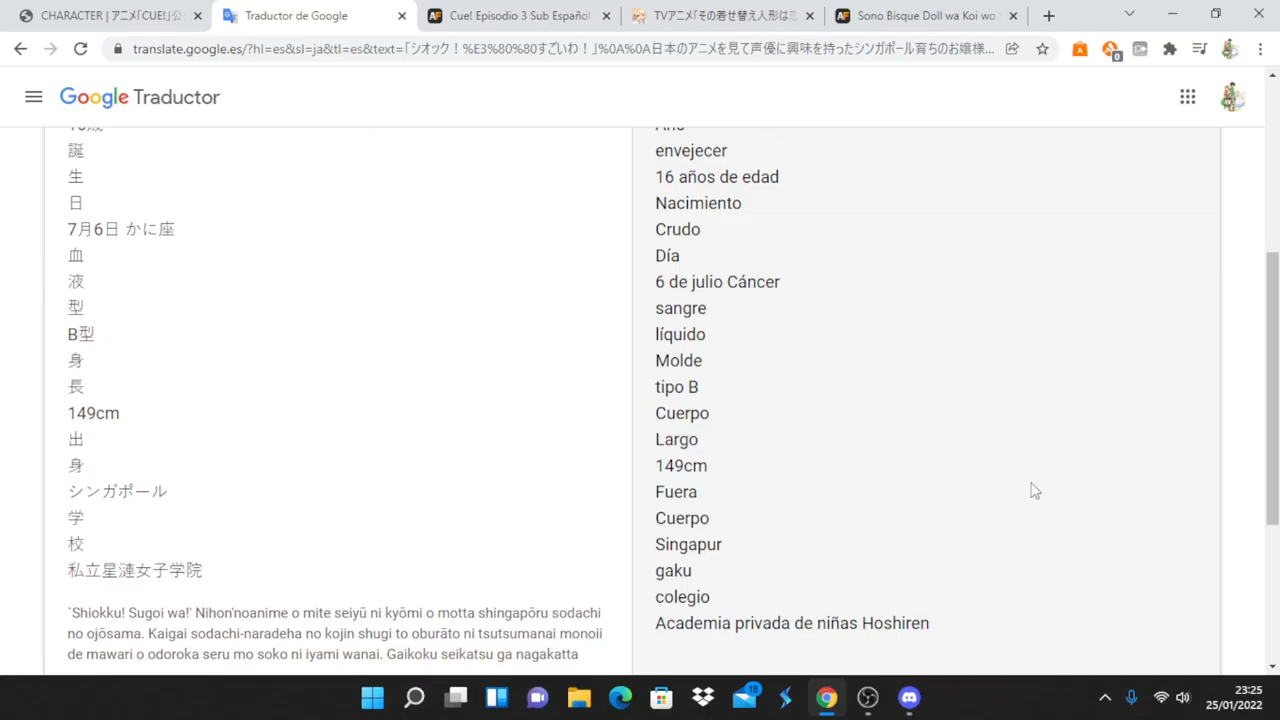 CHARACTER | アニメ「CUE!」公
Traductor de Google
Cue! Episodio 3 Sub Español
TVアニメ「その着せ替え人形は恋
Sono Bisque Doll wa Koi wo
translate.google.es/?hl=es&sl=ja&tl=es&text=「シオック！%E3%80%80すごいわ！」%0A%0A日本のアニメを見て声優に興味を持ったシンガポール育ちのお嬢様...
0
Google Traductor
誕
生
日
7月6日 かに座
血
液
型
B型
身
長
149cm
出
身
シンガポール
学
校
私立星漣女子学院
`Shiokku! Sugoi wa!' Nihon'noanime o mite seiyū ni kyōmi o motta shingapōru sodachi
no ojōsama. Kaigai sodachi-naradeha no kojin shugi to oburāto ni tsutsumanai monoii
de mawari o odoroka seru mo soko ni iyami wanai. Gaikoku seikatsu ga nagakatta
Año
envejecer
16 años de edad
Nacimiento
Crudo
Día
6 de julio Cáncer
sangre
líquido
Molde
tipo B
Cuerpo
Largo
149cm
Fuera
Cuerpo
Singapur
gaku
colegio
Academia privada de niñas Hoshiren
18
23:25
25/01/2022